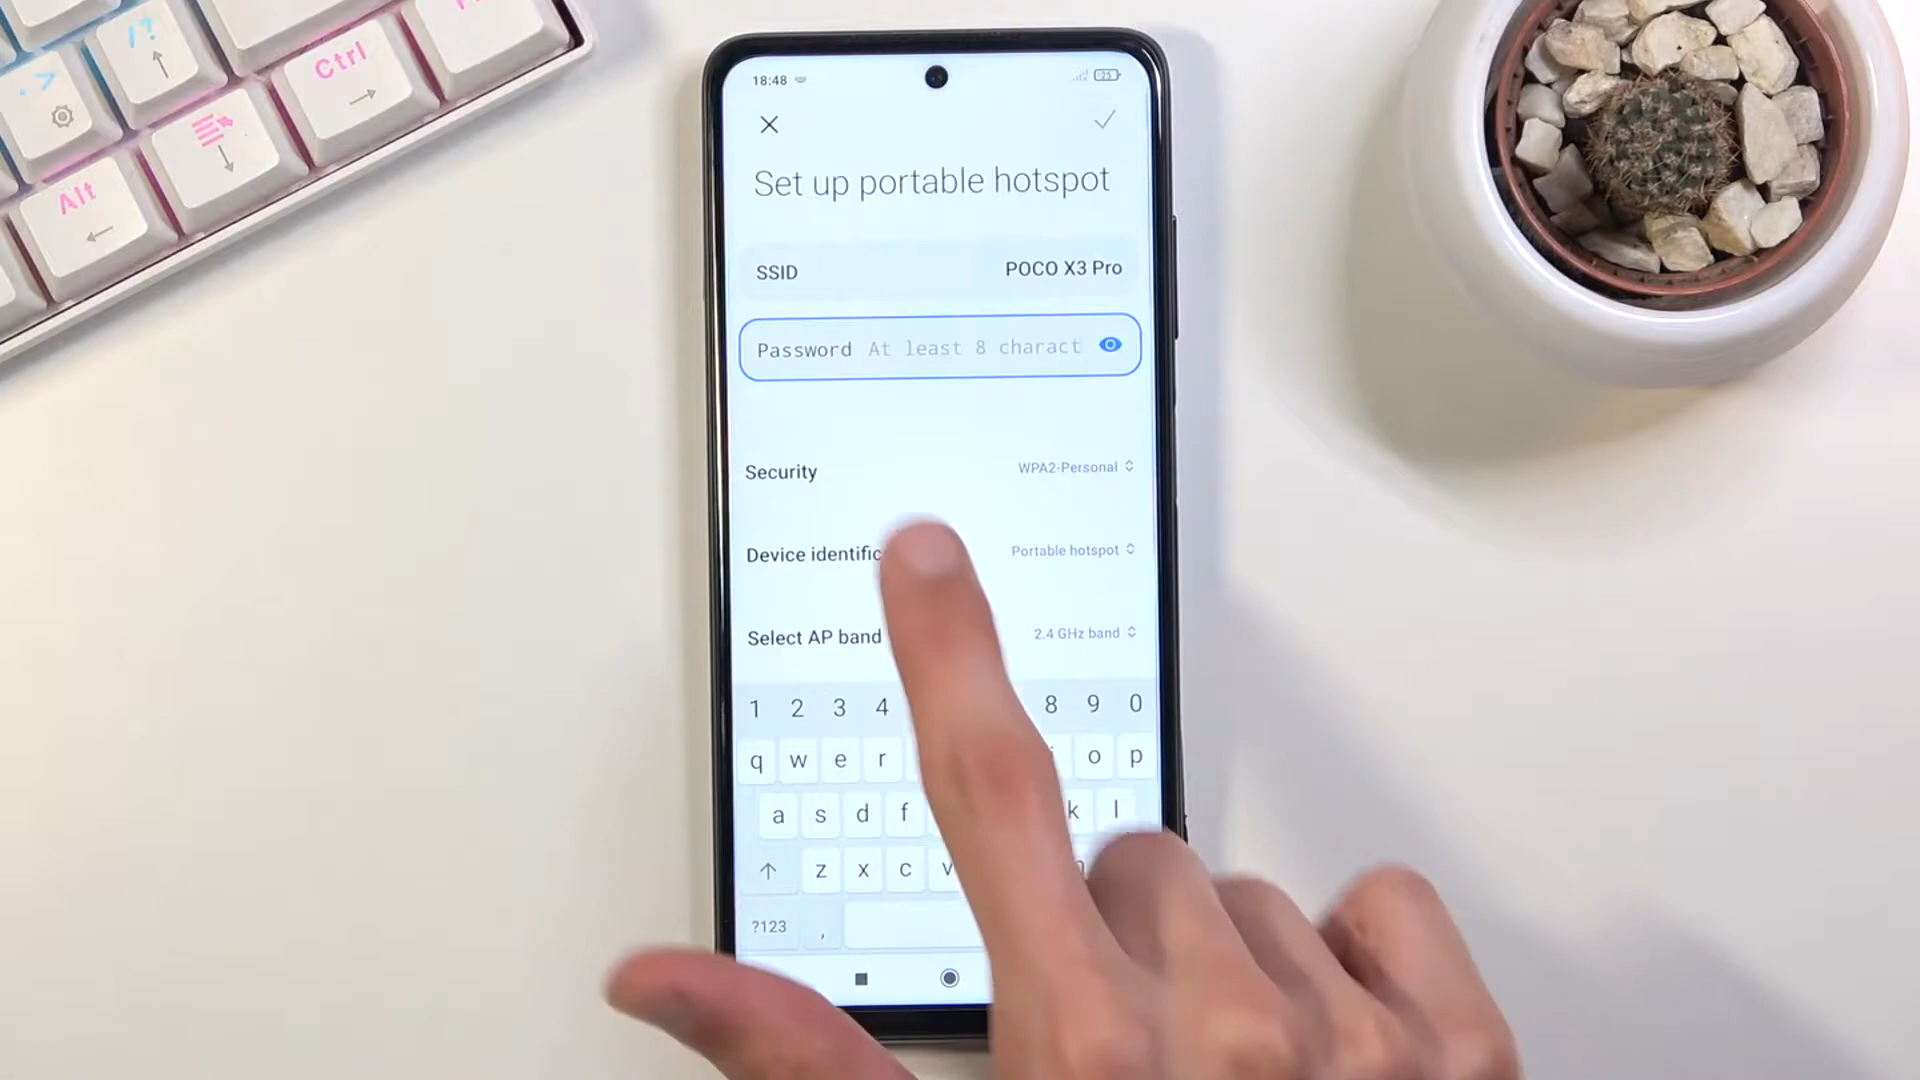 /?
.>
Ctrl
Alt
18:48
25
Set up portable hotspot
SSID POCO X3 Pro
Password At least 8 charact
Security WPA2-Personal
Device identific Portable hotspot
Select AP band 2.4 GHz band
1 2 3 4 8 9 0
q w e r o p
a s d f k l
z x c v
?123 ,